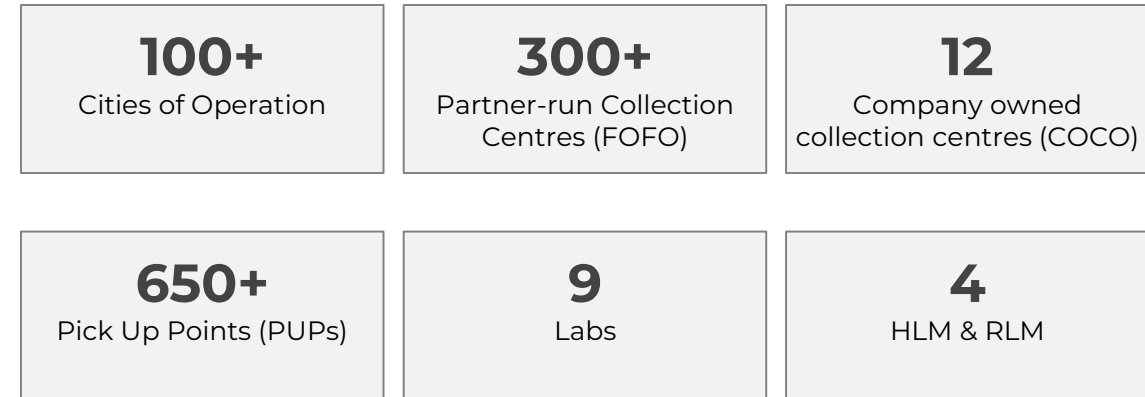 100+
Cities of Operation
300+
Partner-run Collection
Centres (FOFO)
12
Company owned
collection centres (COCO)
650+
Pick Up Points (PUPs)
9
Labs
4
HLM & RLM